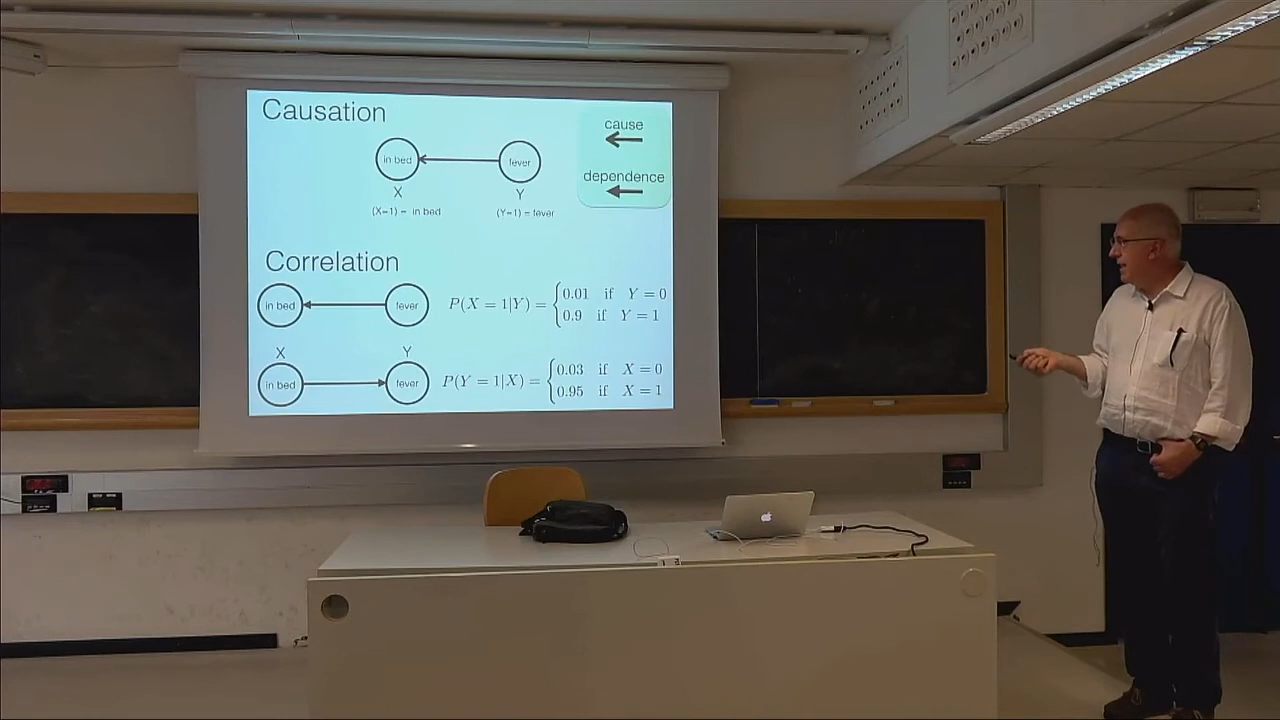 Causation
cause
in bed
fever
dependence
X
Y
(X=1) = in bed
(Y=1) = fever
Correlation
in bed
fever
P(X = 1|Y) = {0.01 if Y = 0
0.9 if Y = 1
X
Y
in bed
fever
P(Y = 1|X) = {0.03 if X = 0
0.95 if X = 1